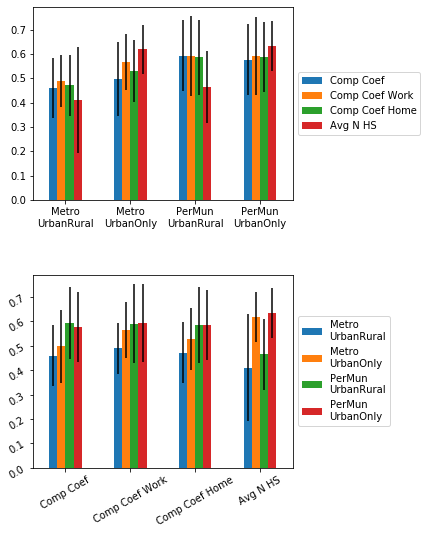 0.7
0.6
0.5
0.4
0.3
0.2
0.1
0.0
Metro
UrbanRural
Metro
UrbanOnly
PerMun
UrbanRural
PerMun
UrbanOnly
Comp Coef
Comp Coef Work
Comp Coef Home
Avg N HS
0.7
0.6
0.5
0.4
0.3
0.2
0.1
0.0
Comp Coef
Comp Coef Work
Comp Coef Home
Avg N HS
Metro
UrbanRural
Metro
UrbanOnly
PerMun
UrbanRural
PerMun
UrbanOnly